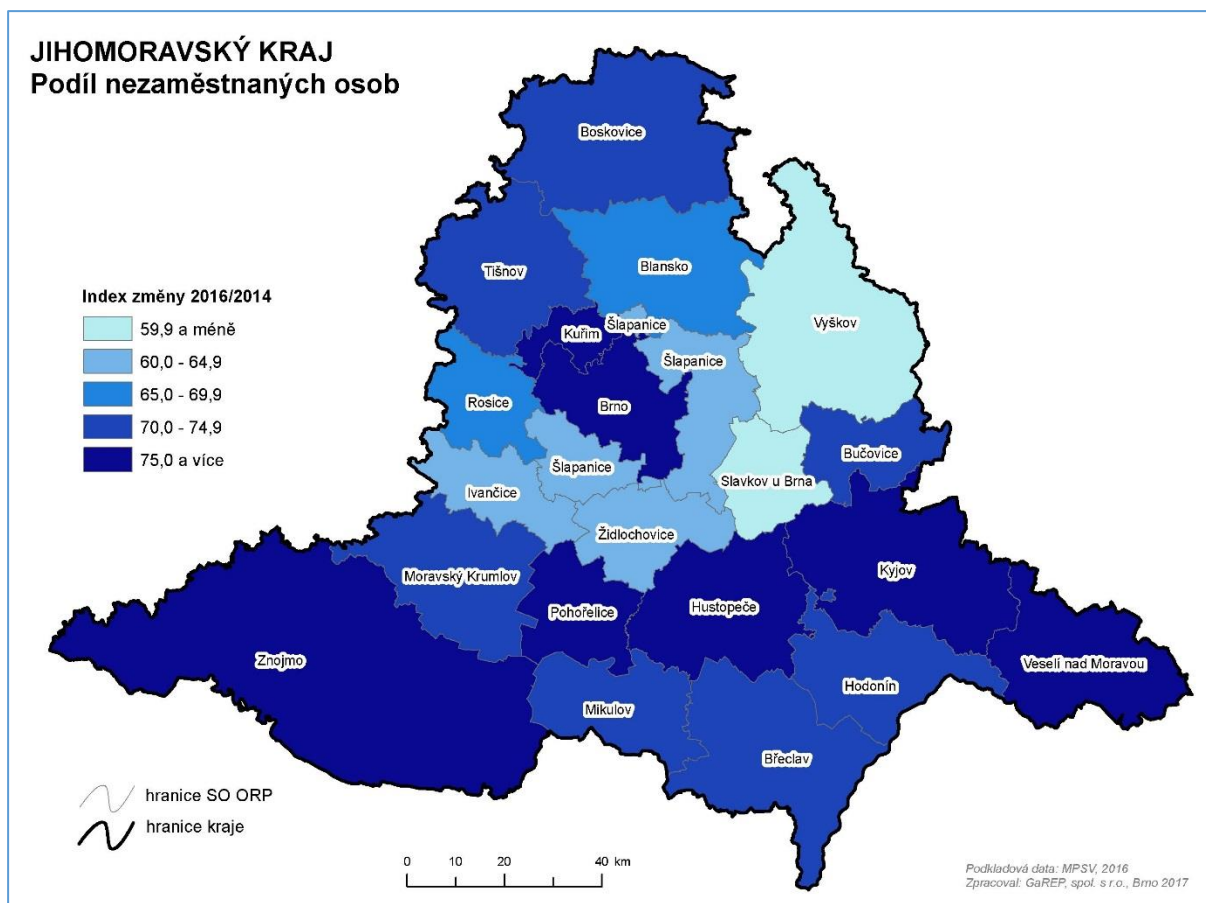 JIHOMORAVSKÝ KRAJ
Podíl nezaměstnaných osob
Boskovice
Tišnov
Blansko
Index změny 2016/2014
59,9 a méně
60,0 - 64,9
65,0 - 69,9
70,0 - 74,9
75,0 a více
Vyškov
Kuřim
Šlapanice
Šlapanice
Rosice
Brno
Šlapanice
Bučovice
Ivančice
Slavkov u Brna
Židlochovice
Moravský Krumlov
Pohořelice
Hustopeče
Kyjov
Znojmo
Veselí nad Moravou
Mikulov
Hodonín
Břeclav
hranice SO ORP
hranice kraje
0 10 20 40 km
Podkladová data: MPSV, 2016
Zpracoval: GaREP, spol. s r.o., Brno 2017